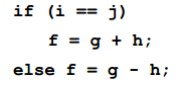 if (i == j)
    f = g + h;
else f = g - h;